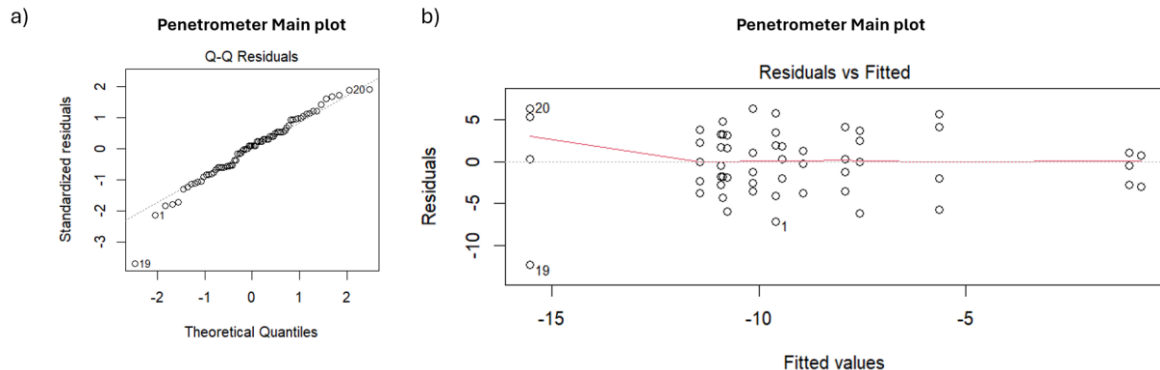 a)
Penetrometer Main plot
Q-Q Residuals
Standardized residuals
2
1
0
-1
-2
-3
20
1
19
-2 -1 0 1 2
Theoretical Quantiles
b)
Penetrometer Main plot
Residuals vs Fitted
Residuals
5
0
-5
-10
20
1
19
-15 -10 -5
Fitted values